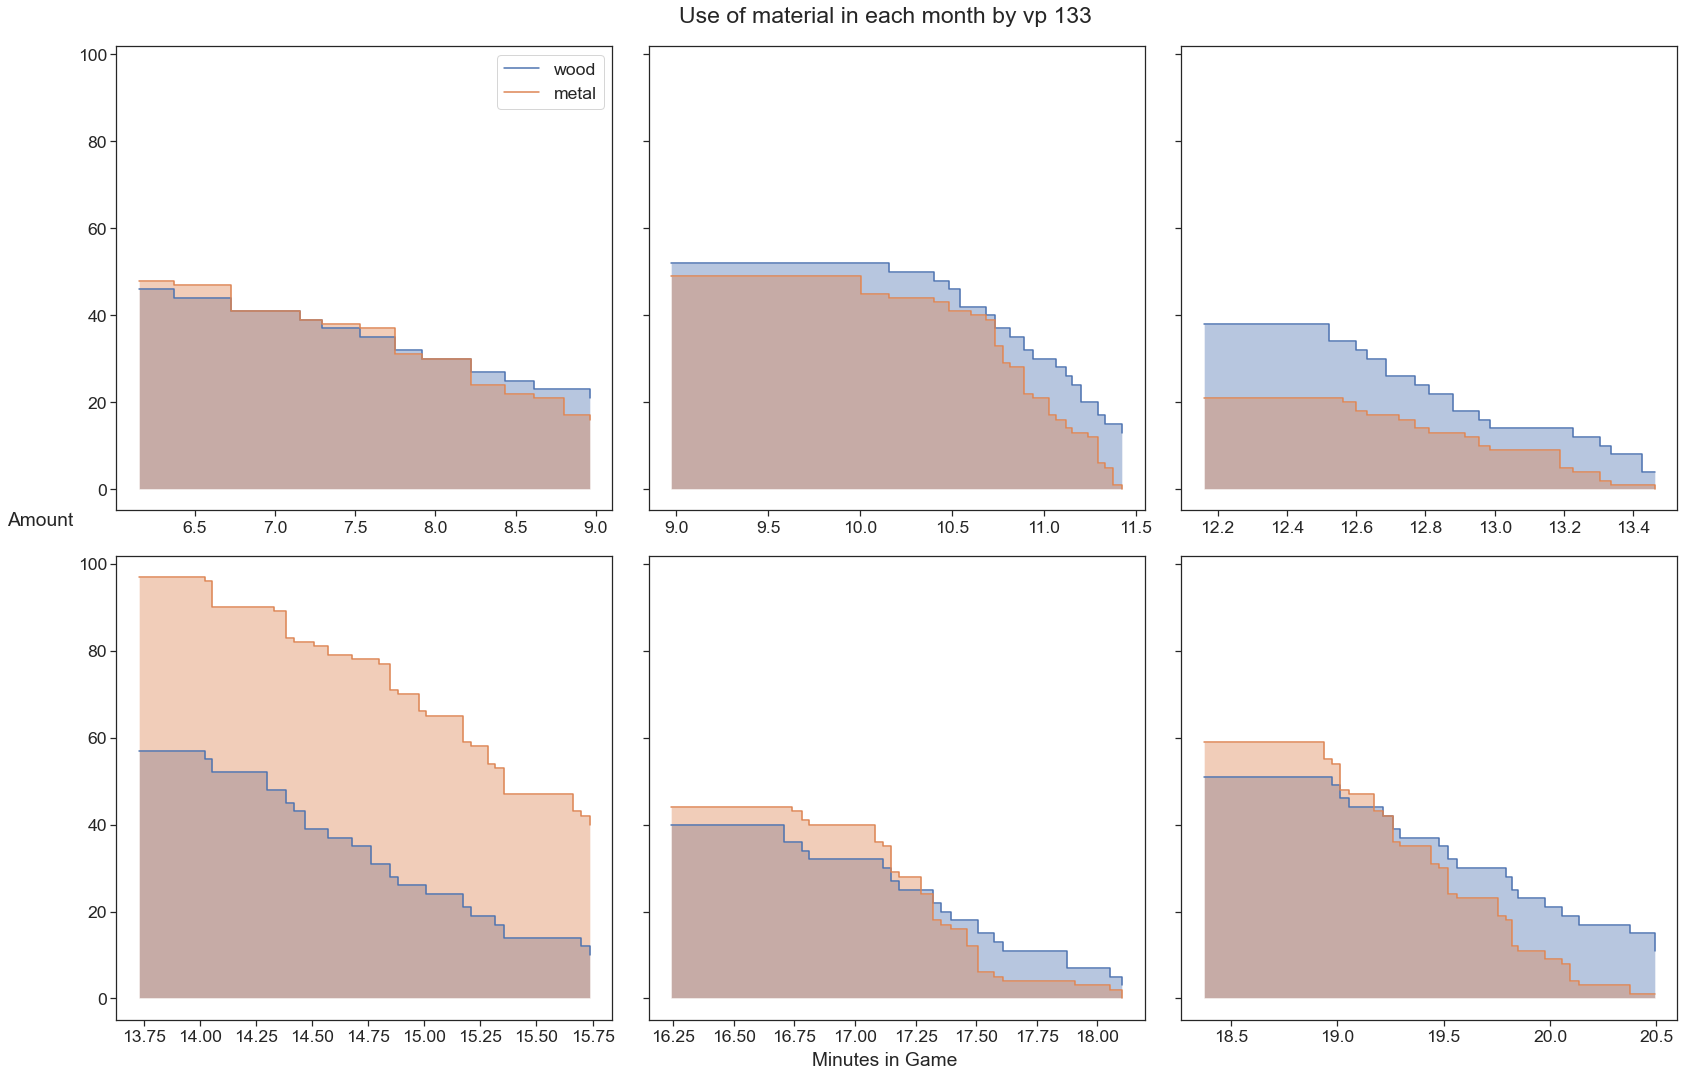 Use of material in each month by vp 133
wood
metal
100
80
60
40
20
0
6.5 7.0 7.5 8.0 8.5 9.0
9.0 9.5 10.0 10.5 11.0 11.5
12.2 12.4 12.6 12.8 13.0 13.2 13.4
Amount
100
80
60
40
20
0
13.75 14.00 14.25 14.50 14.75 15.00 15.25 15.50 15.75
16.25 16.50 16.75 17.00 17.25 17.50 17.75 18.00
18.5 19.0 19.5 20.0 20.5
Minutes in Game